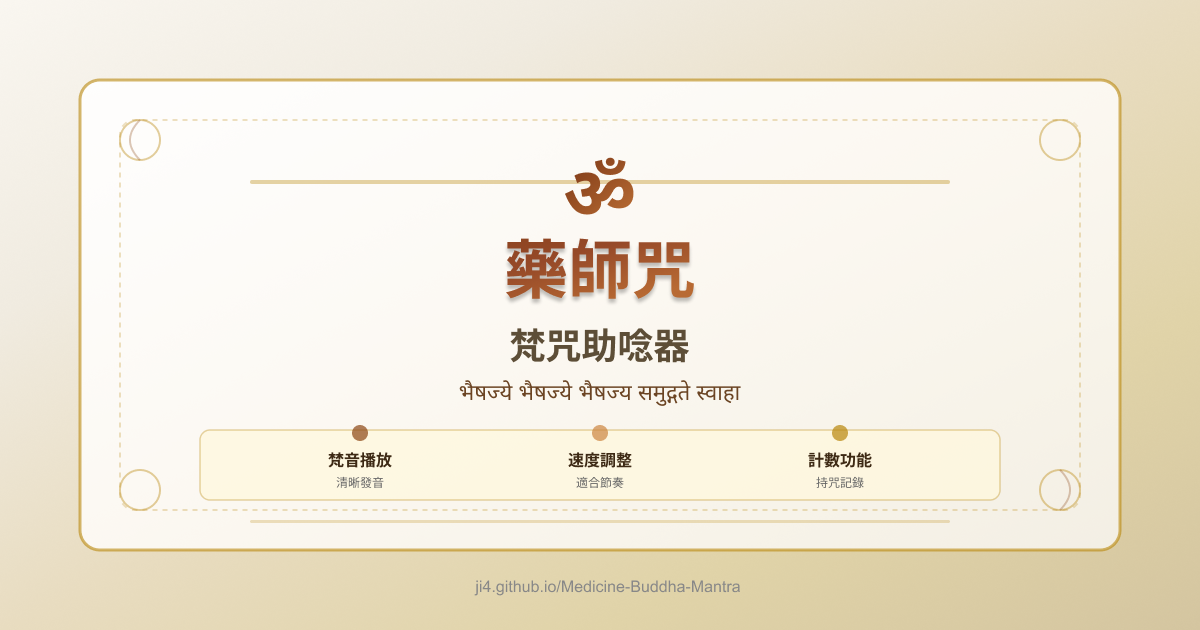 ॐ
藥師咒
梵咒助唸器
भैषज्ये भैषज्ये भैषज्य समुद्गते स्वाहा
梵音播放 速度調整 計數功能
清晰發音 適合節奏 持咒記錄
ji4.github.io/Medicine-Buddha-Mantra